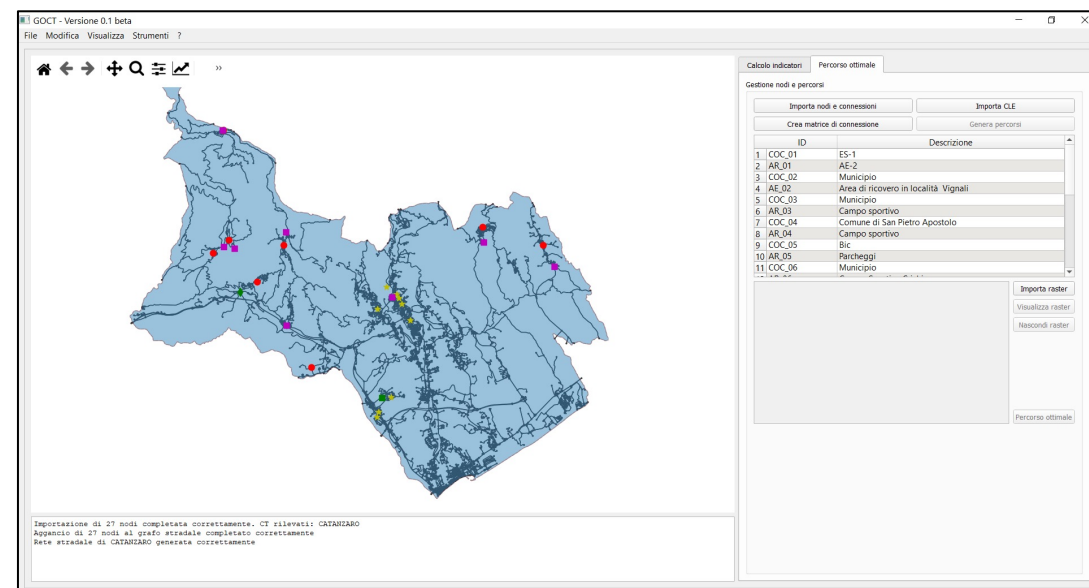 GOCT - Versione 0.1 beta
File Modifica Visualizza Strumenti ?
Calcolo indicatori Percorso ottimale
Gestione nodi e percorsi
Importa nodi e connessioni Importa CLE
Crea matrice di connessione Genera percorsi
ID Descrizione
1 COC_01 ES-1
2 AR_01 AE-2
3 COC_02 Municipio
4 AE_02 Area di ricovero in località Vignali
5 COC_03 Municipio
6 AR_03 Campo sportivo
7 COC_04 Comune di San Pietro Apostolo
8 AR_04 Campo sportivo
9 COC_05 Bic
10 AR_05 Parcheggi
11 COC_06 Municipio
Importa raster
Visualizza raster
Nascondi raster
Percorso ottimale
Importazione di 27 nodi completata correttamente. CT rilevati: CATANZARO
Aggancio di 27 nodi al grafo stradale completato correttamente
Rete stradale di CATANZARO generata correttamente